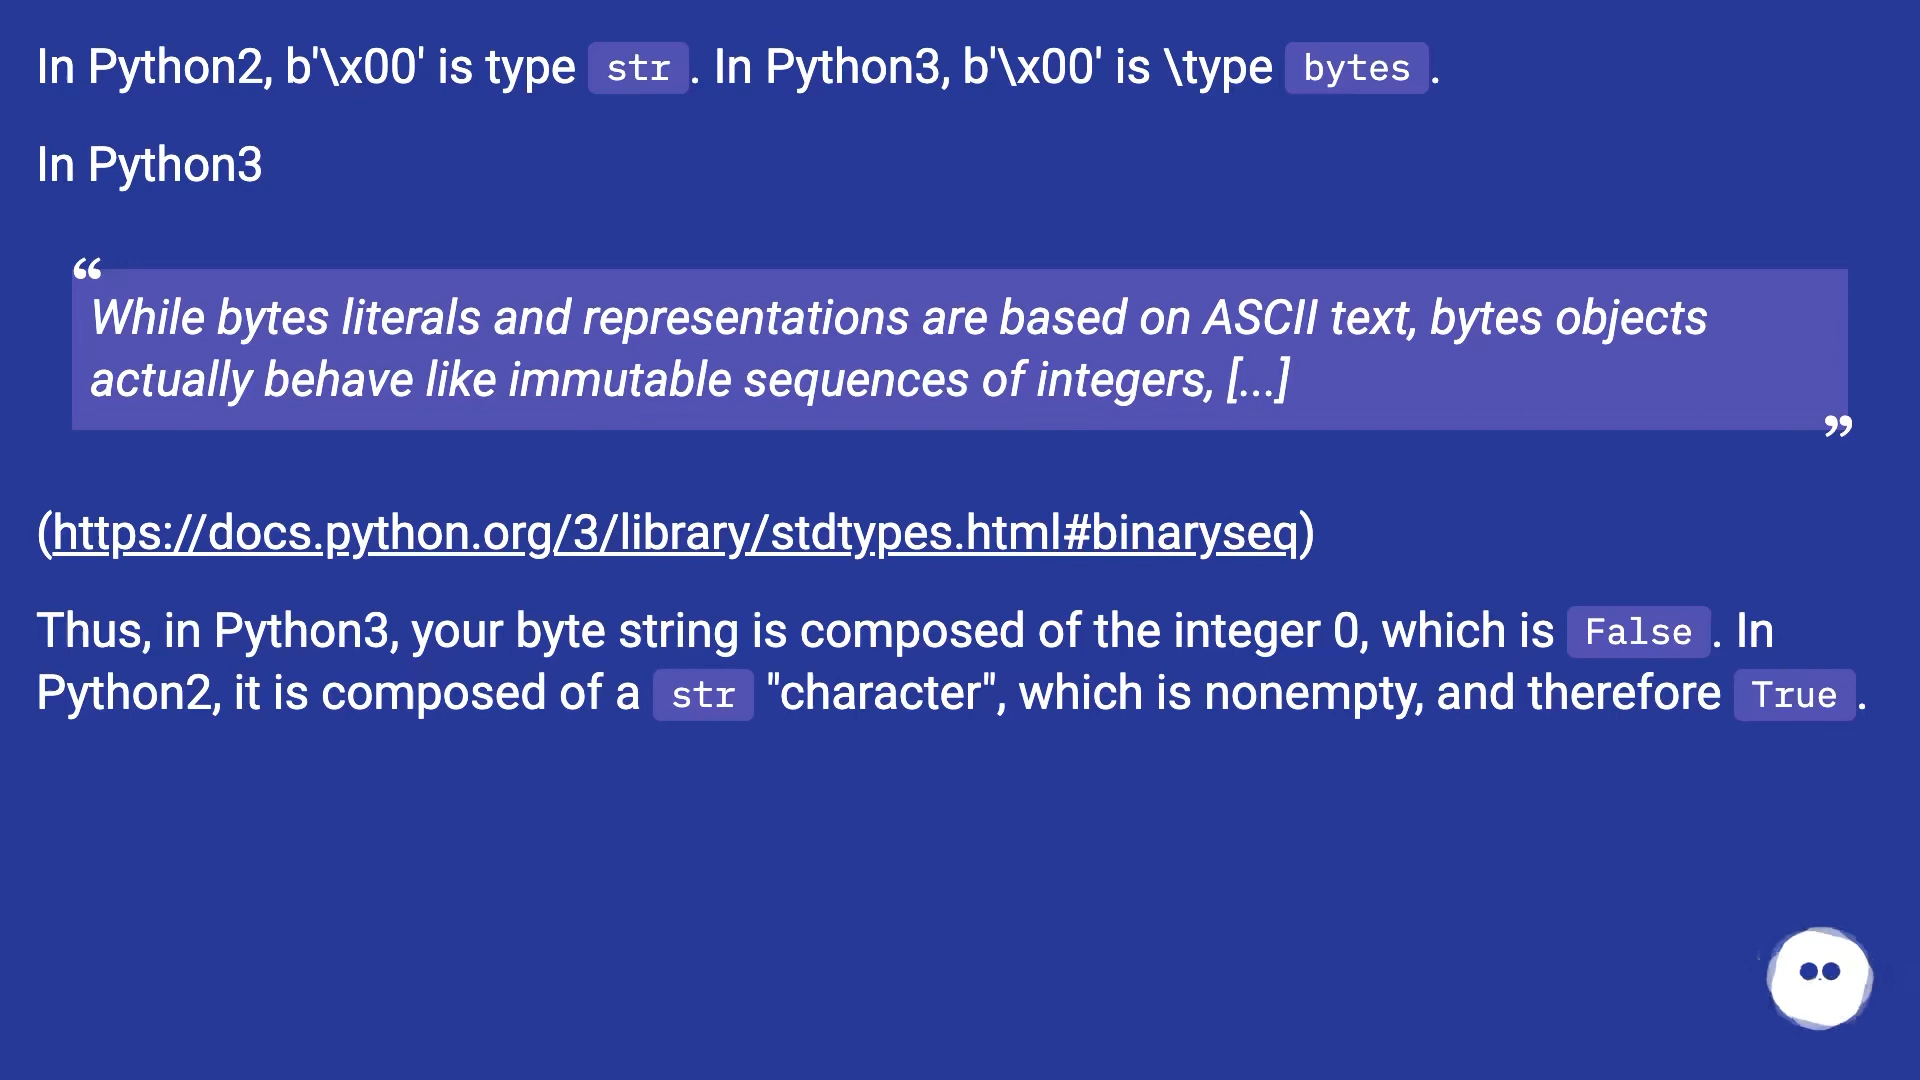 In Python2, b'\x00' is type str. In Python3, b'\x00' is \type bytes.
In Python3
“
While bytes literals and representations are based on ASCII text, bytes objects
actually behave like immutable sequences of integers, [...]
”
(https://docs.python.org/3/library/stdtypes.html#binaryseq)
Thus, in Python3, your byte string is composed of the integer 0, which is False. In
Python2, it is composed of a str "character", which is nonempty, and therefore True.